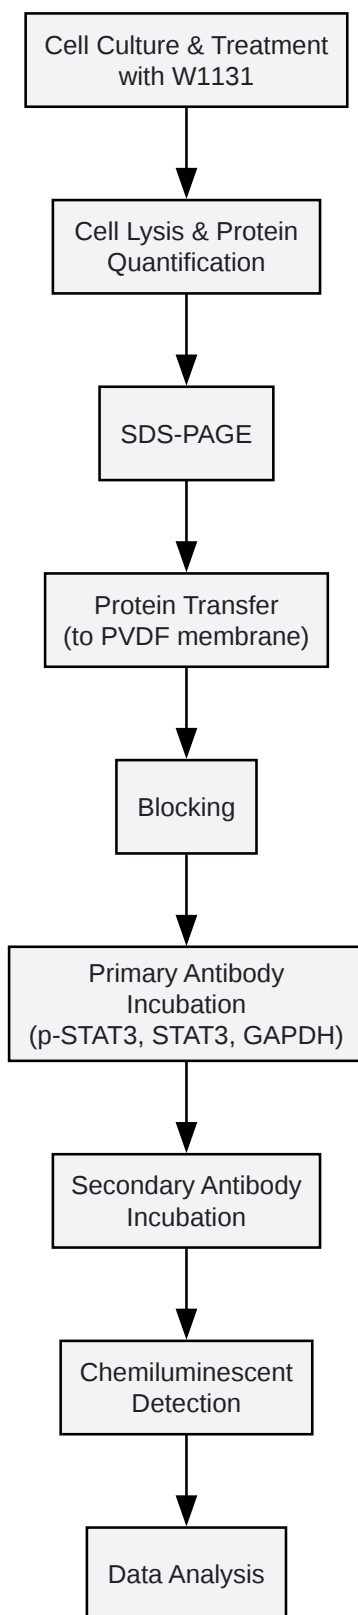 Cell Culture & Treatment
with W1131
Cell Lysis & Protein
Quantification
SDS-PAGE
Protein Transfer
(to PVDF membrane)
Blocking
Primary Antibody
Incubation
(p-STAT3, STAT3, GAPDH)
Secondary Antibody
Incubation
Chemiluminescent
Detection
Data Analysis